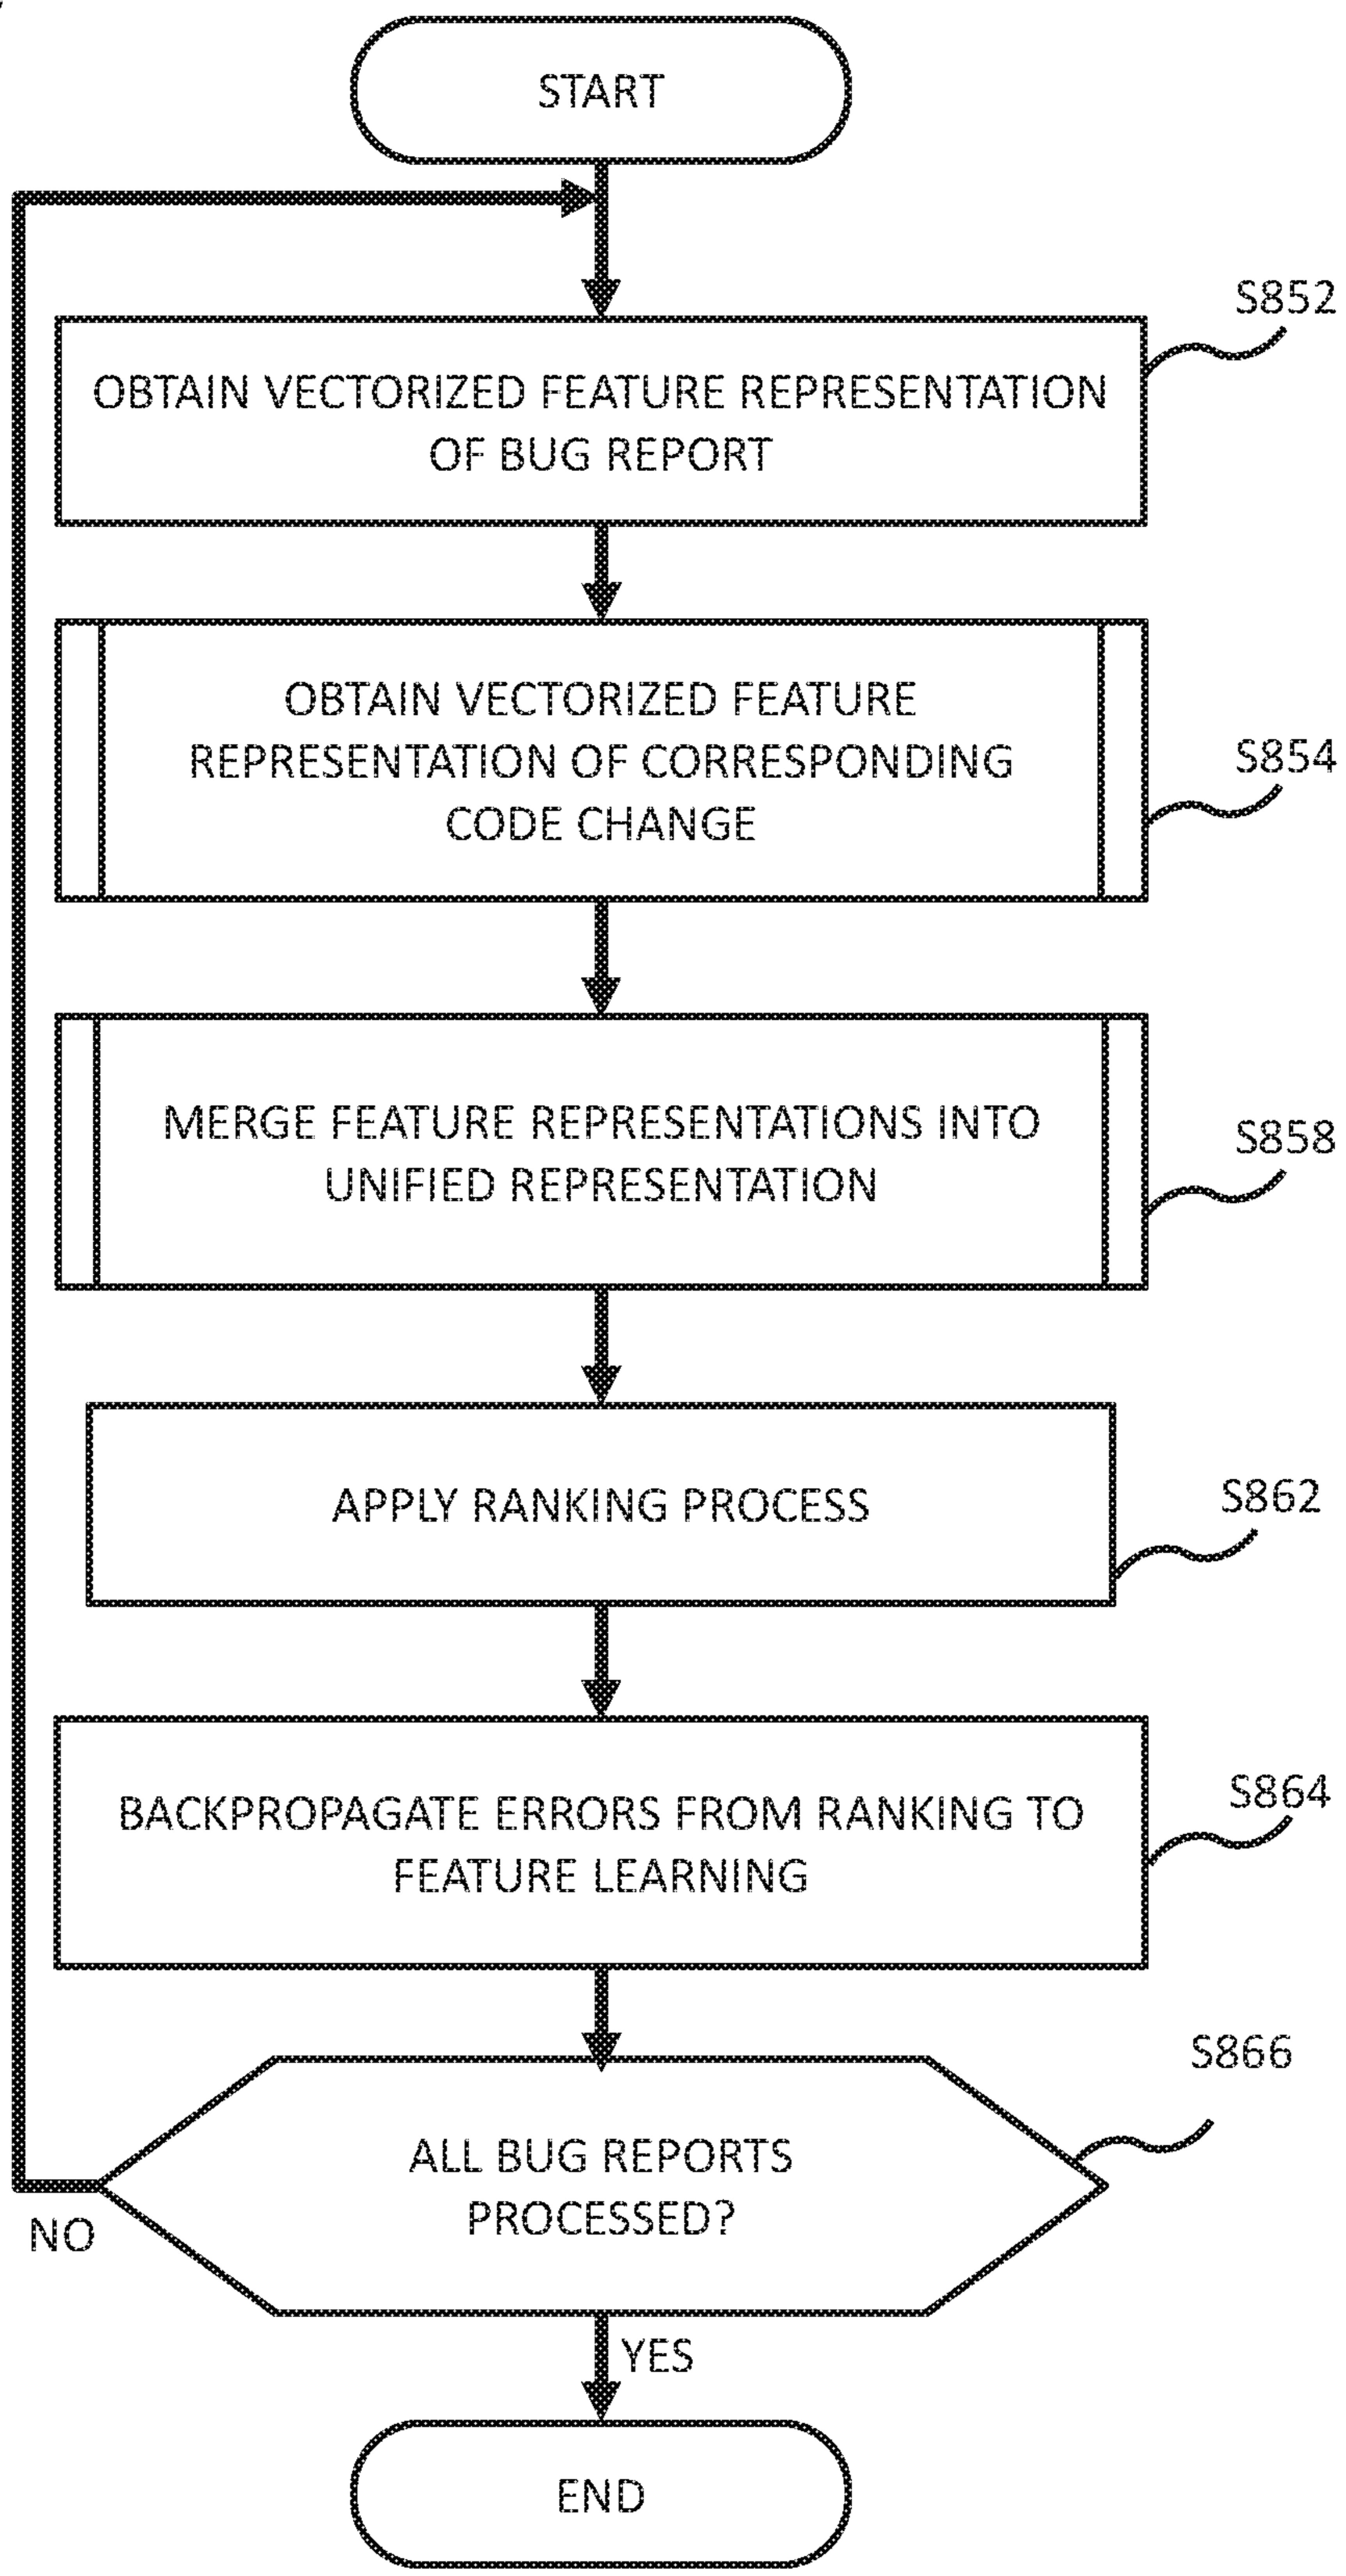 START
S852
OBTAIN VECTORIZED FEATURE REPRESENTATION
OF BUG REPORT
OBTAIN VECTORIZED FEATURE
REPRESENTATION OF CORRESPONDING
CODE CHANGE
S854
MERGE FEATURE REPRESENTATIONS INTO
UNIFIED REPRESENTATION
S858
APPLY RANKING PROCESS
S862
BACKPROPAGATE ERRORS FROM RANKING TO
FEATURE LEARNING
S864
S866
ALL BUG REPORTS
PROCESSED?
NO
YES
END